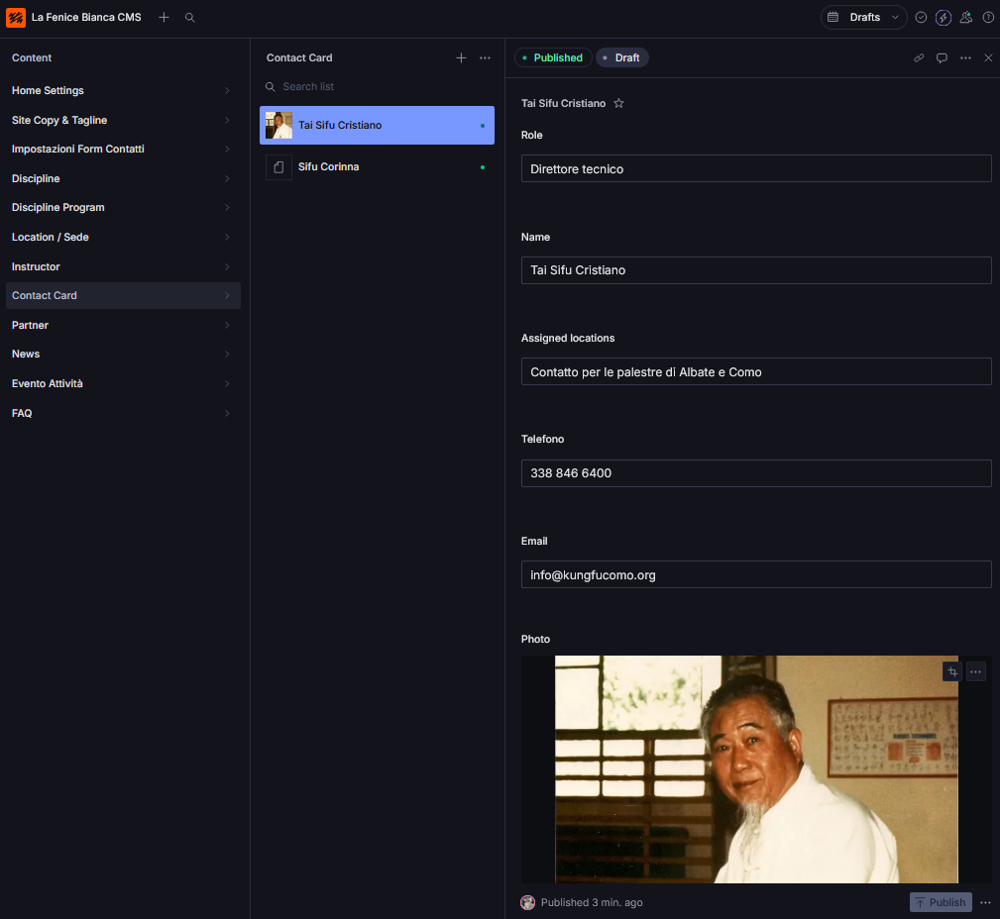 La Fenice Bianca CMS
Drafts
Content
Home Settings
Site Copy & Tagline
Impostazioni Form Contatti
Discipline
Discipline Program
Location / Sede
Instructor
Contact Card
Partner
News
Evento Attività
FAQ
Contact Card
Search list
Tai Sifu Cristiano
Sifu Corinna
Published
Draft
Tai Sifu Cristiano
Role
Direttore tecnico
Name
Tai Sifu Cristiano
Assigned locations
Contatto per le palestre di Albate e Como
Telefono
338 846 6400
Email
info@kungfucomo.org
Photo
Published 3 min. ago
Publish